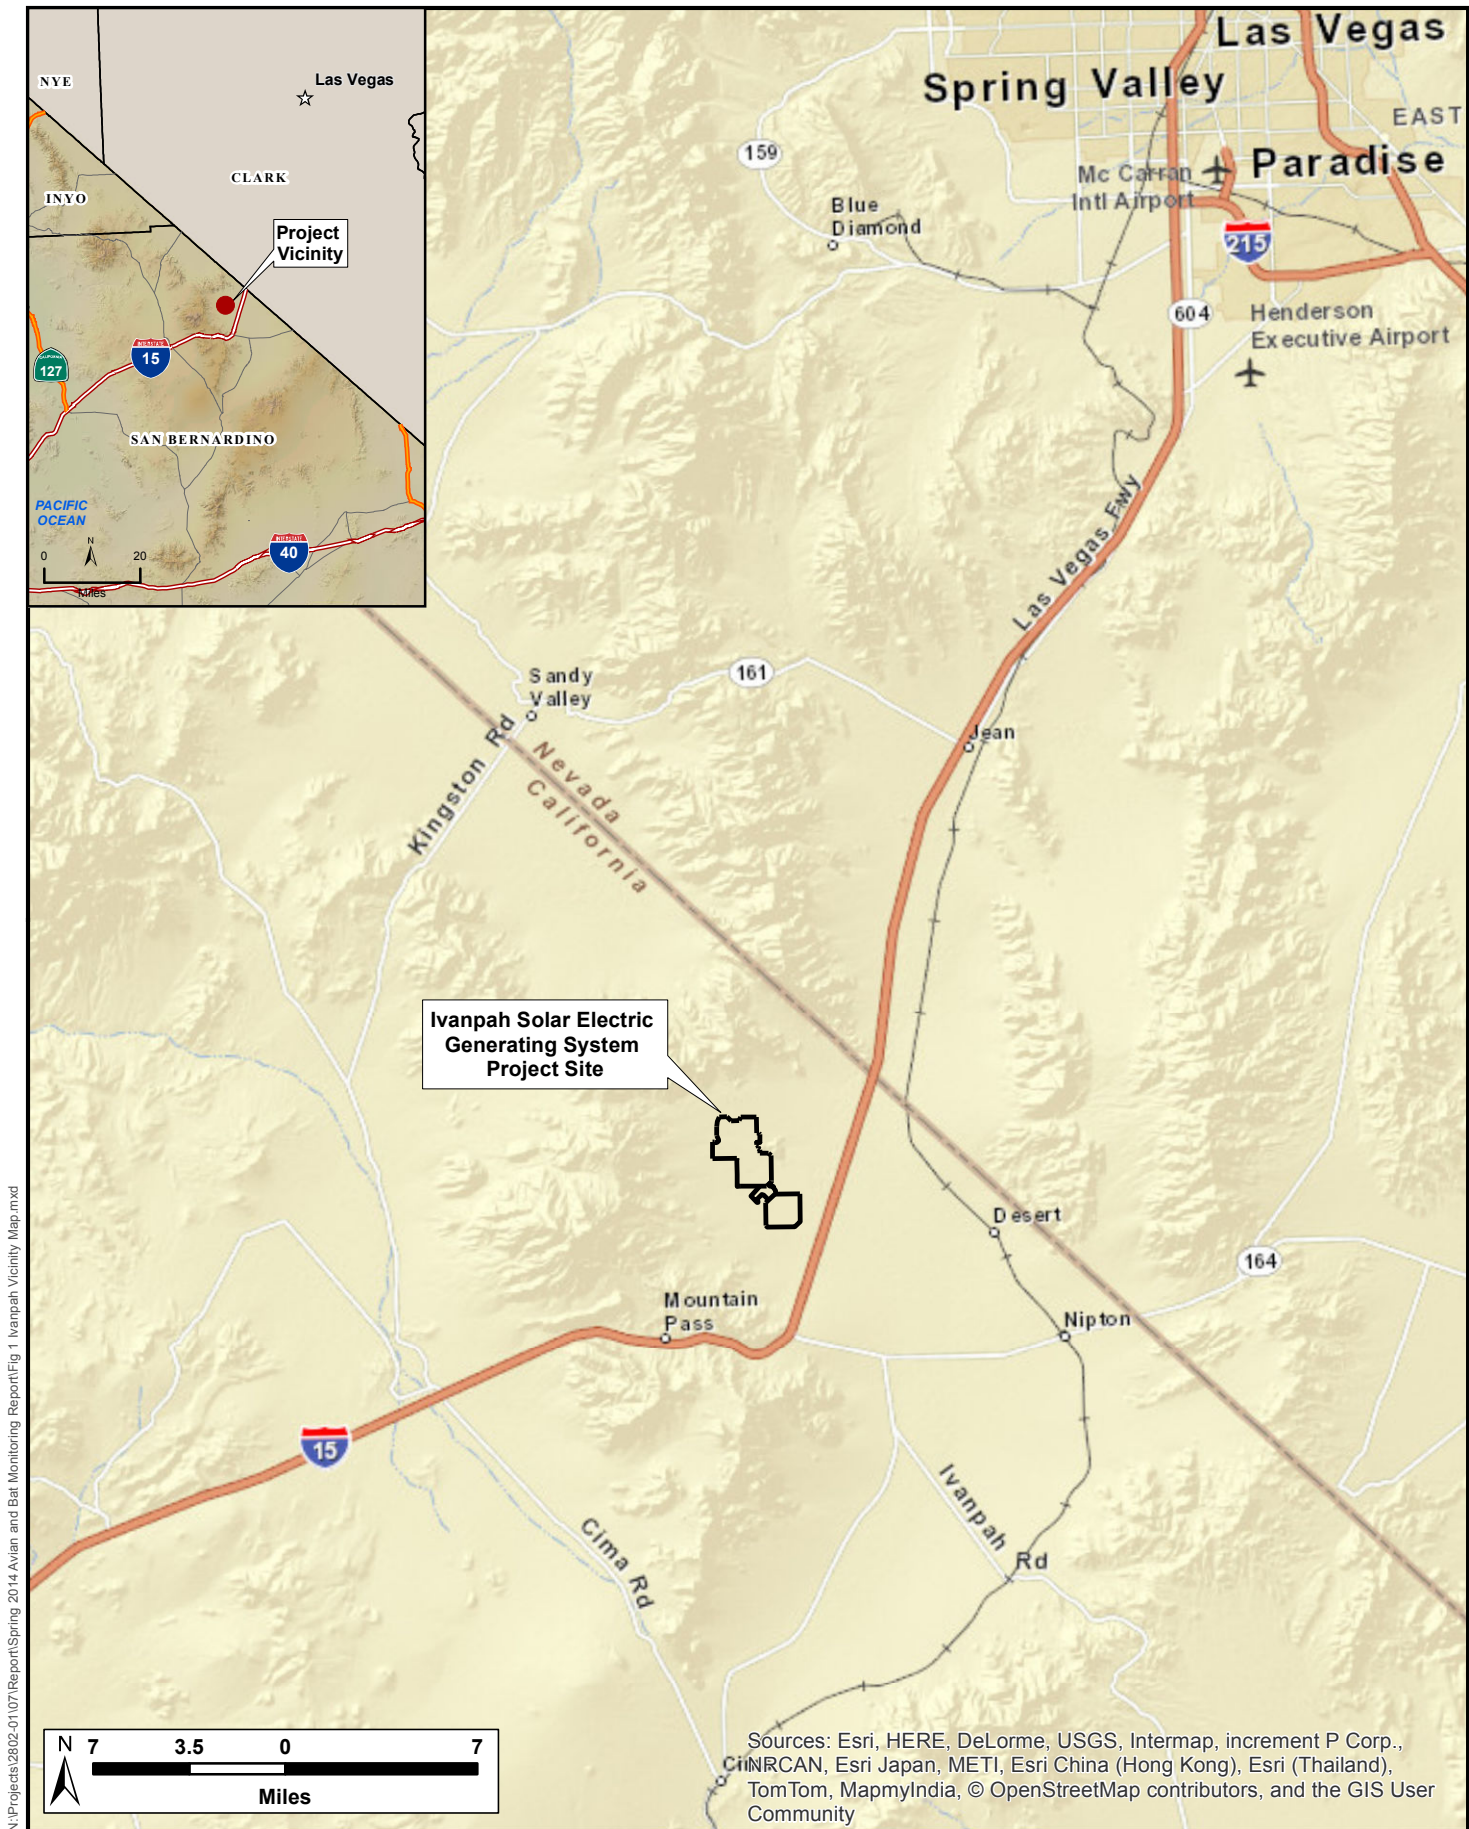 NYE
Las Vegas
CLARK
INYO
Project
Vicinity
INTERSTATE
15
CALIFORNIA
127
SAN BERNARDINO
PACIFIC
OCEAN
N
0 20
Miles
INTERSTATE
40
Las Vegas
Spring Valley
EAST
159
Mc Carran
Intl Airport
Paradise
Blue
Diamond
215
604
Henderson
Executive Airport
Las Vegas Fwy
Sandy
Valley
161
Kingston Rd
Jean
Nevada
California
Ivanpah Solar Electric
Generating System
Project Site
Desert
164
Mountain
Pass
Nipton
15
Ivanpah Rd
Cima Rd
N
7 3.5 0 7
Miles
Sources: Esri, HERE, DeLorme, USGS, Intermap, increment P Corp.,
NRCAN, Esri Japan, METI, Esri China (Hong Kong), Esri (Thailand),
TomTom, MapmyIndia, © OpenStreetMap contributors, and the GIS User
Community
N:\Projects\2802-01\07\Report\Spring 2014 Avian and Bat Monitoring Report\Fig 1 Ivanpah Vicinity Map.mxd